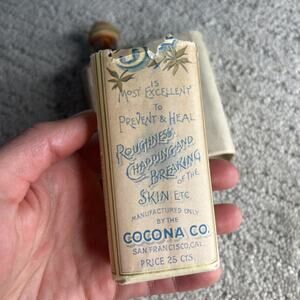 IS
MOST EXCELLENT
TO
PREVENT & HEAL
ROUGHNESS,
CHAPPING AND
BREAKING
OF THE
SKIN ETC
MANUFACTURED ONLY
BY THE
COCONA CO.
SAN FRANCISCO, CAL.
PRICE 25 CTS.